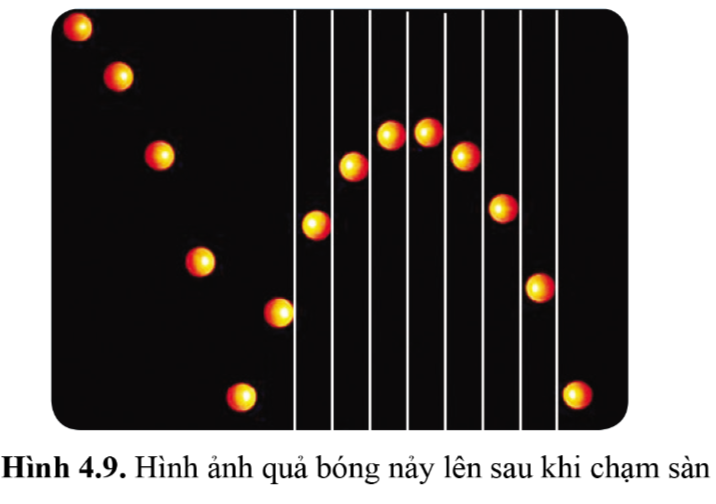 Hình 4.9. Hình ảnh quả bóng nảy lên sau khi chạm sàn